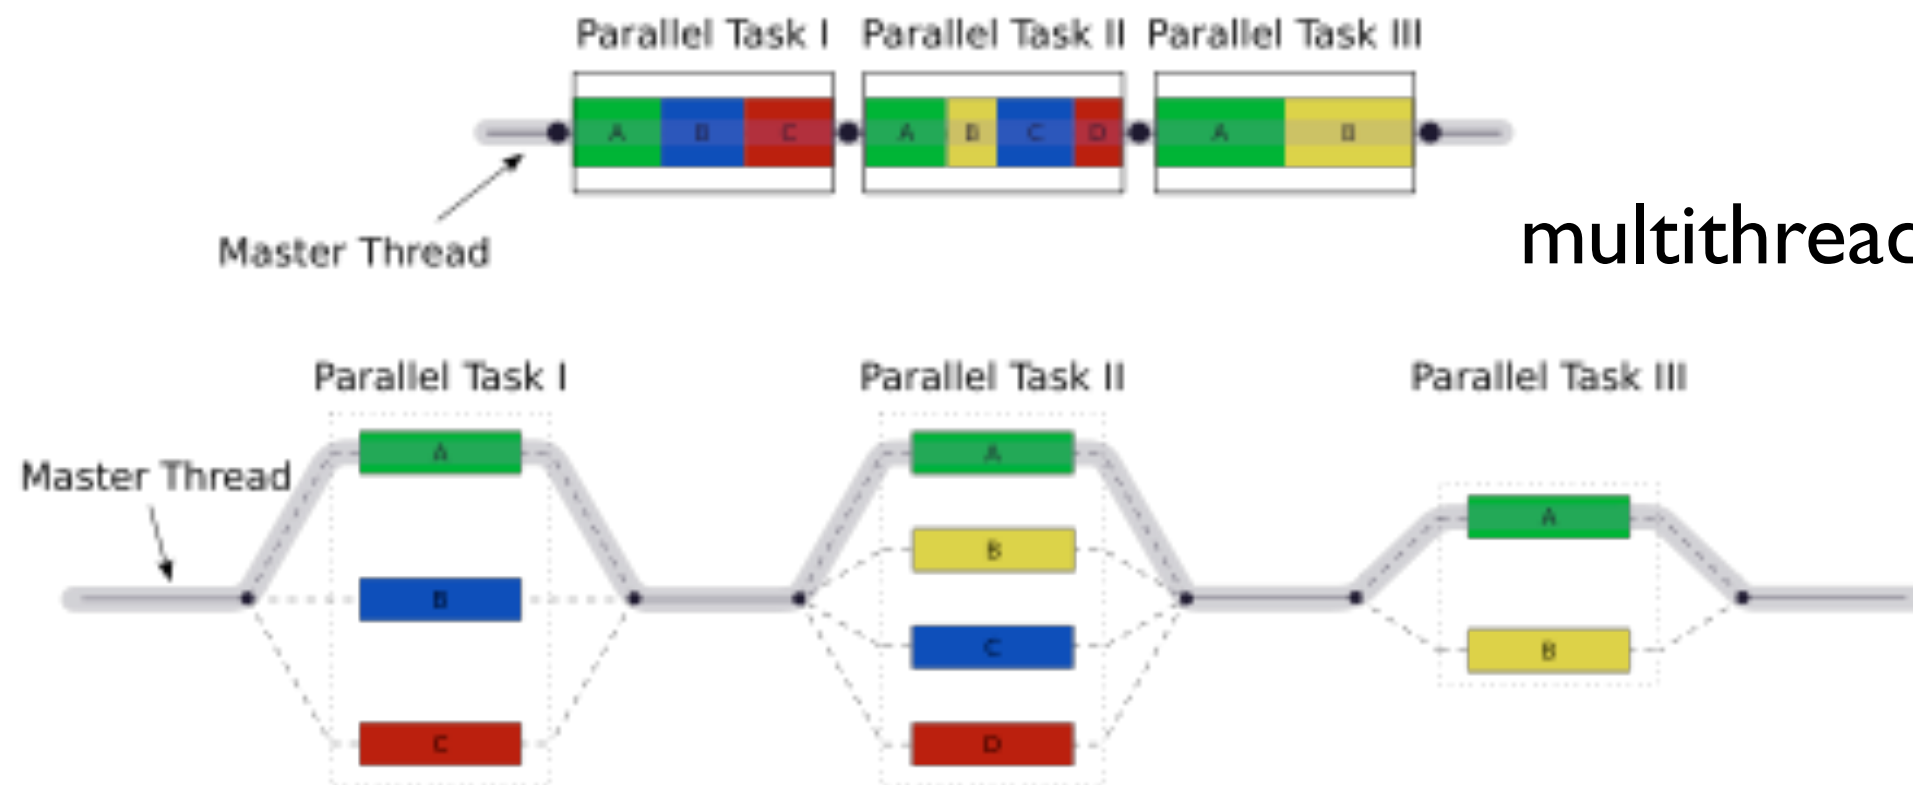 Parallel Task I Parallel Task II Parallel Task III
A B C A B C D A B
Master Thread
multithread
Parallel Task I Parallel Task II Parallel Task III
A A
Master Thread
A
B
B C B
C D